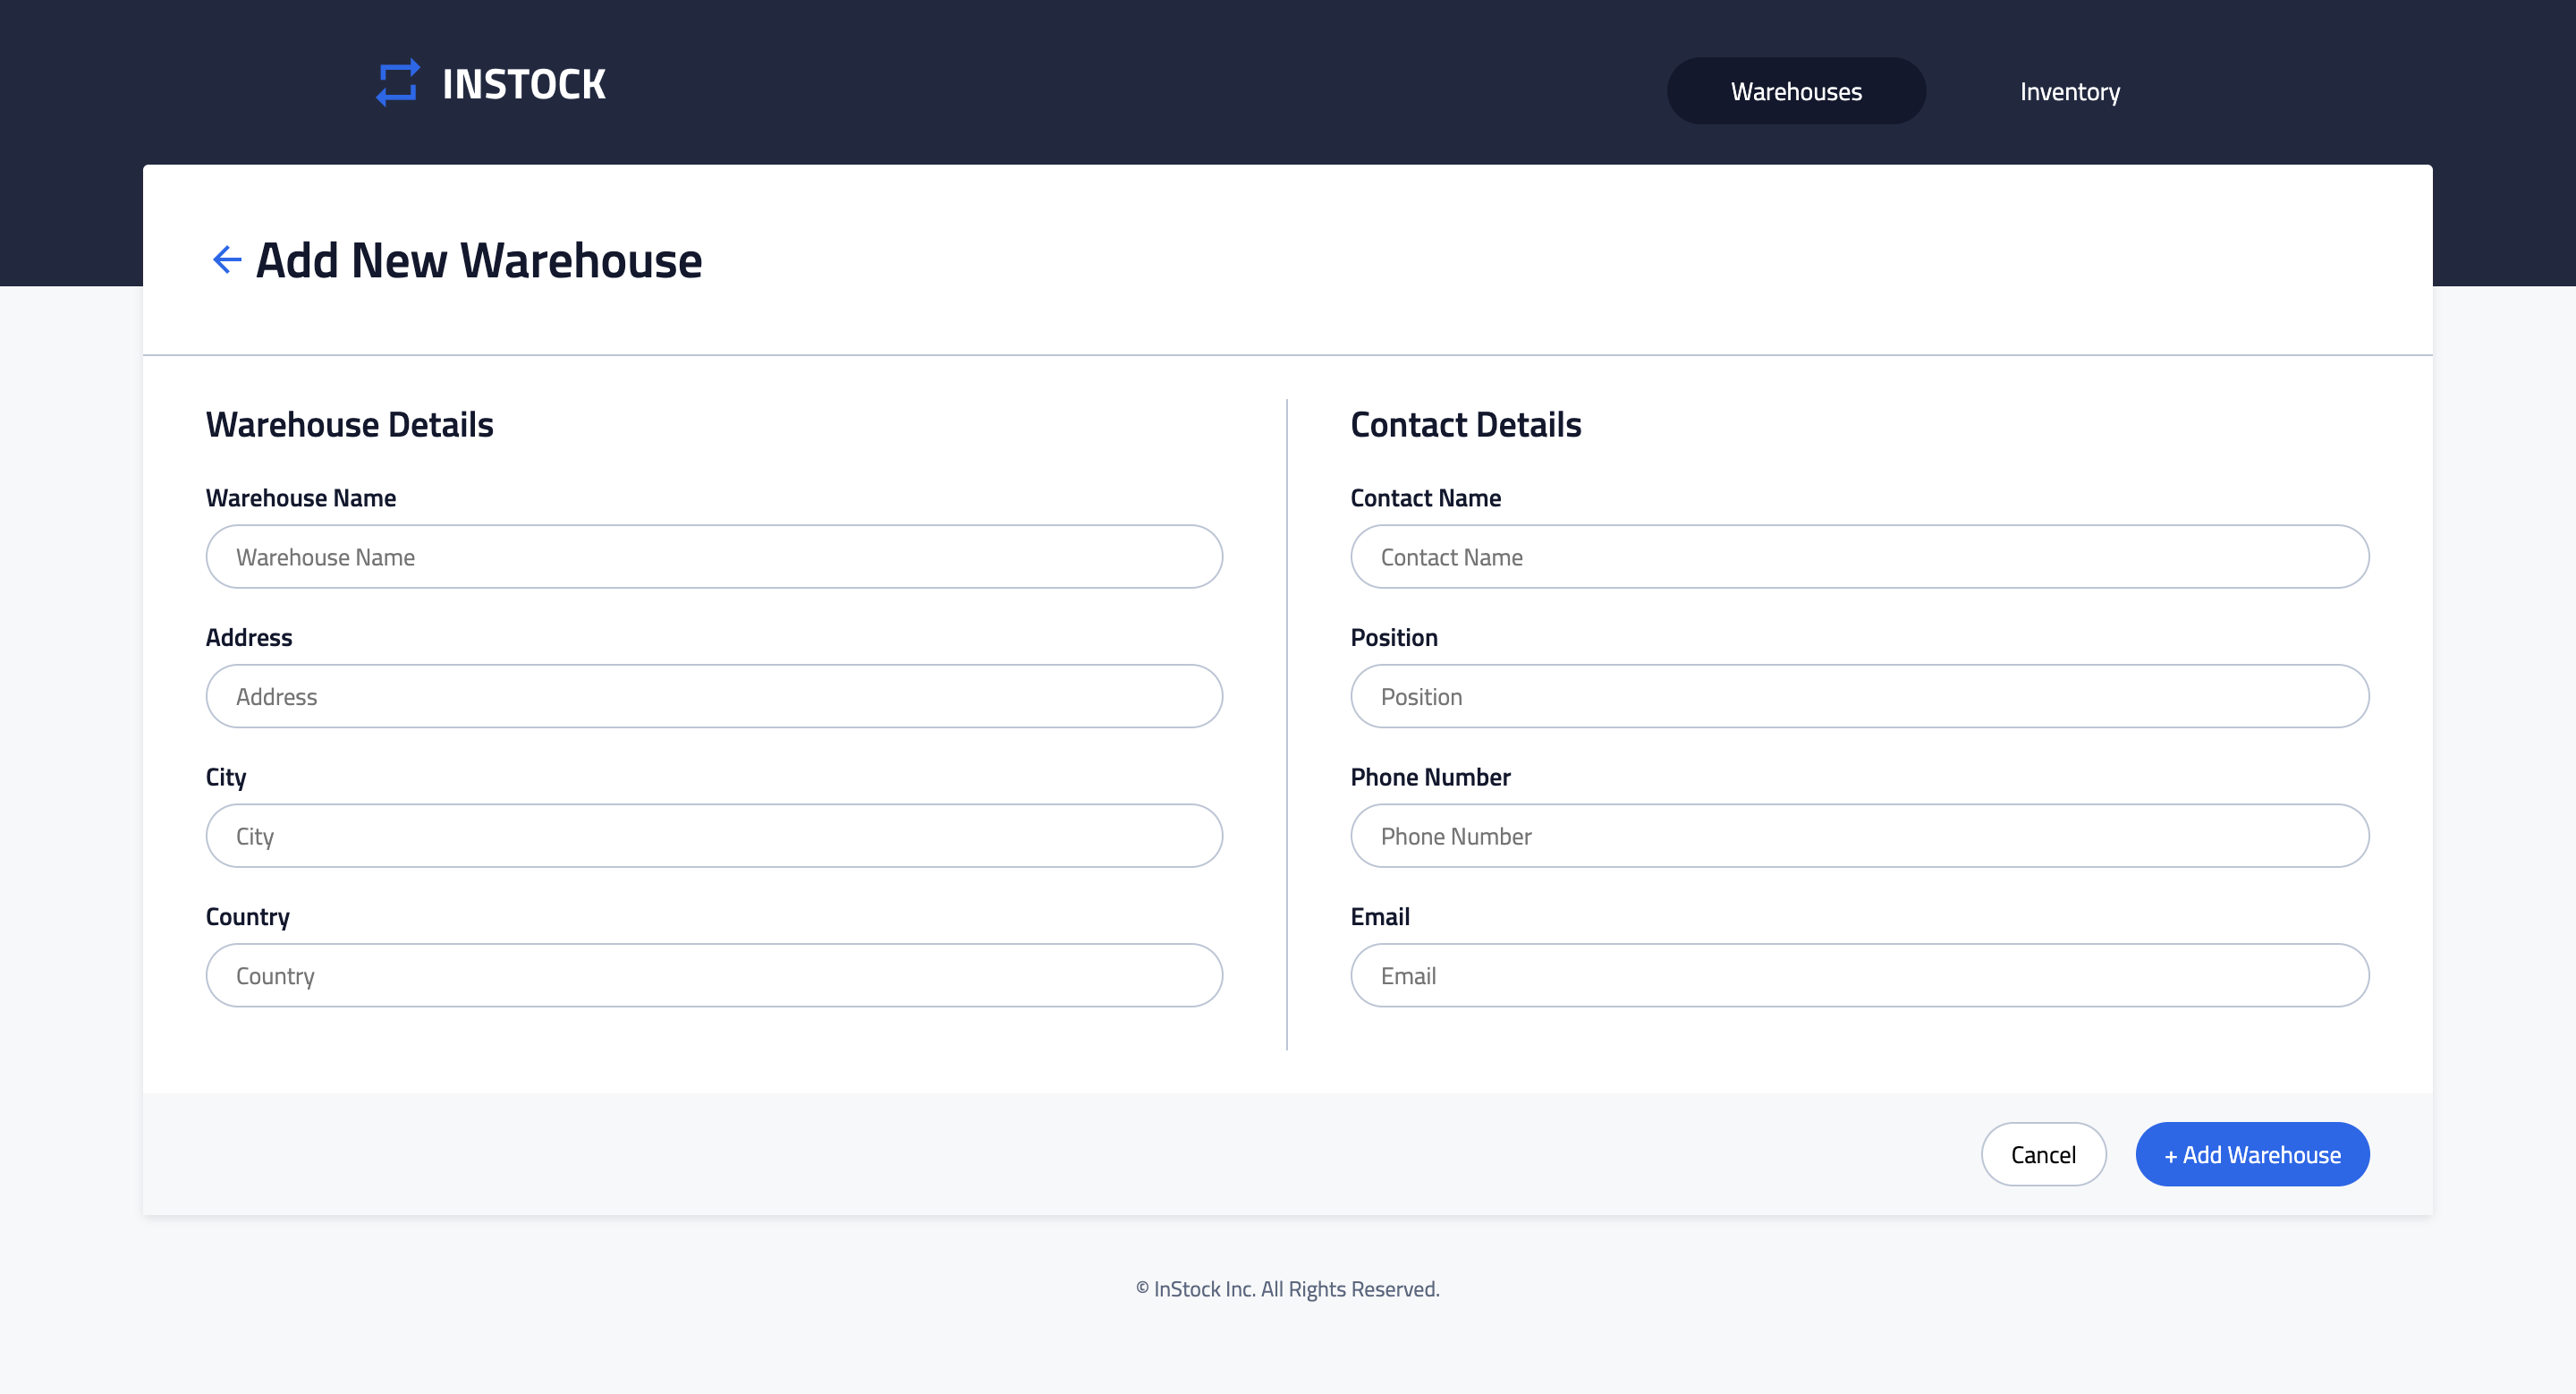 INSTOCK
Warehouses
Inventory
Add New Warehouse
Warehouse Details
Warehouse Name
Warehouse Name
Address
Address
City
City
Country
Country
Contact Details
Contact Name
Contact Name
Position
Position
Phone Number
Phone Number
Email
Email
Cancel
+ Add Warehouse
© InStock Inc. All Rights Reserved.